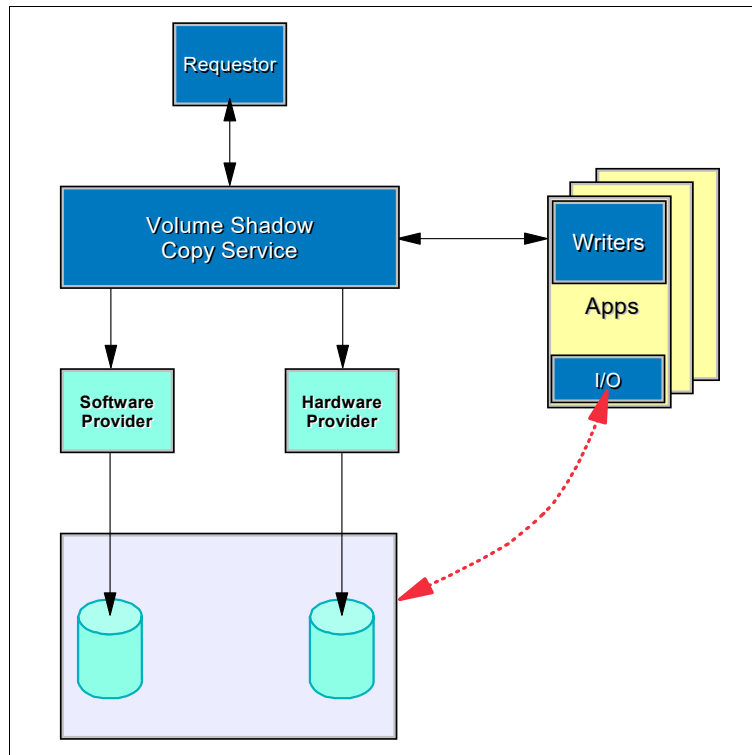 Requestor
Volume Shadow
Copy Service
Writers
Apps
I/O
Software
Provider
Hardware
Provider